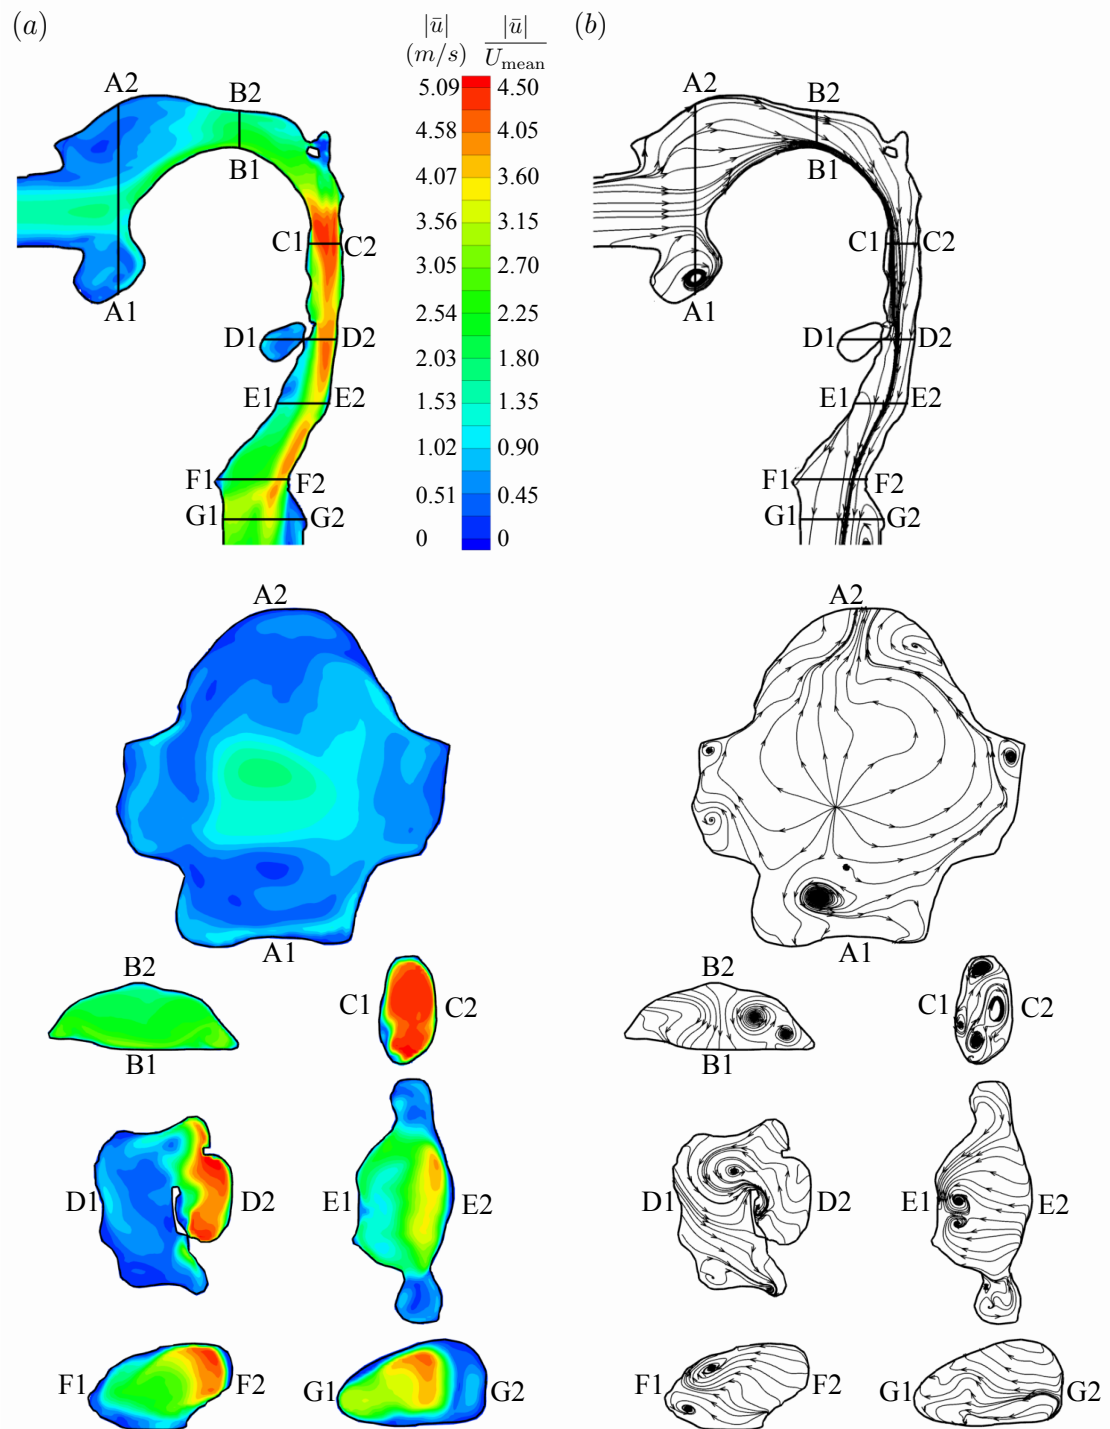 (a)
|ū| |ū|
(m/s) U_mean
5.09 4.50
4.58 4.05
4.07 3.60
3.56 3.15
3.05 2.70
2.54 2.25
2.03 1.80
1.53 1.35
1.02 0.90
0.51 0.45
0 0
A2
B2
B1
C1 C2
A1
D1 D2
E1 E2
F1 F2
G1 G2
(b)
A2
B2
B1
C1 C2
A1
D1 D2
E1 E2
F1 F2
G1 G2
A2
A1
B2
B1
C1 C2
D1 D2
E1 E2
F1 F2
G1 G2
A2
A1
B2
B1
C1 C2
D1 D2
E1 E2
F1 F2
G1 G2